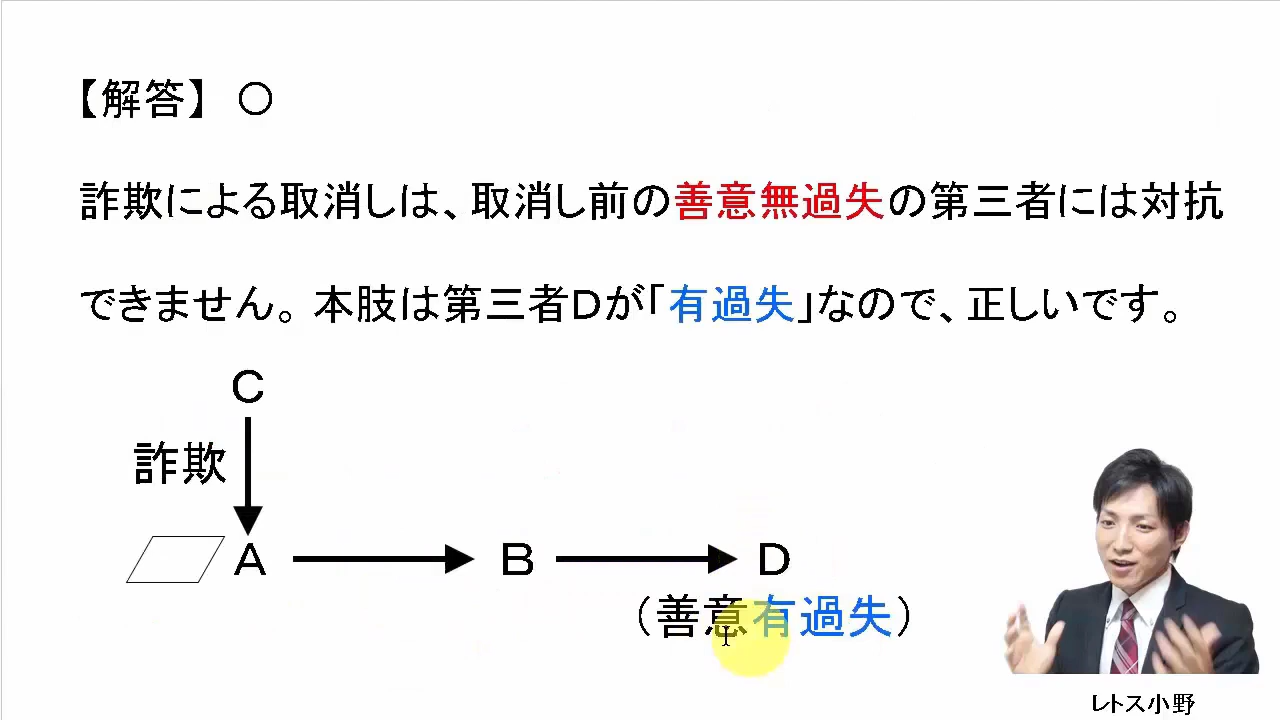 【解答】 ○
詐欺による取消しは、取消し前の善意無過失の第三者には対抗
できません。本肢は第三者Dが「有過失」なので、正しいです。
C
詐欺
A B D
（善意有過失）
レトス小野